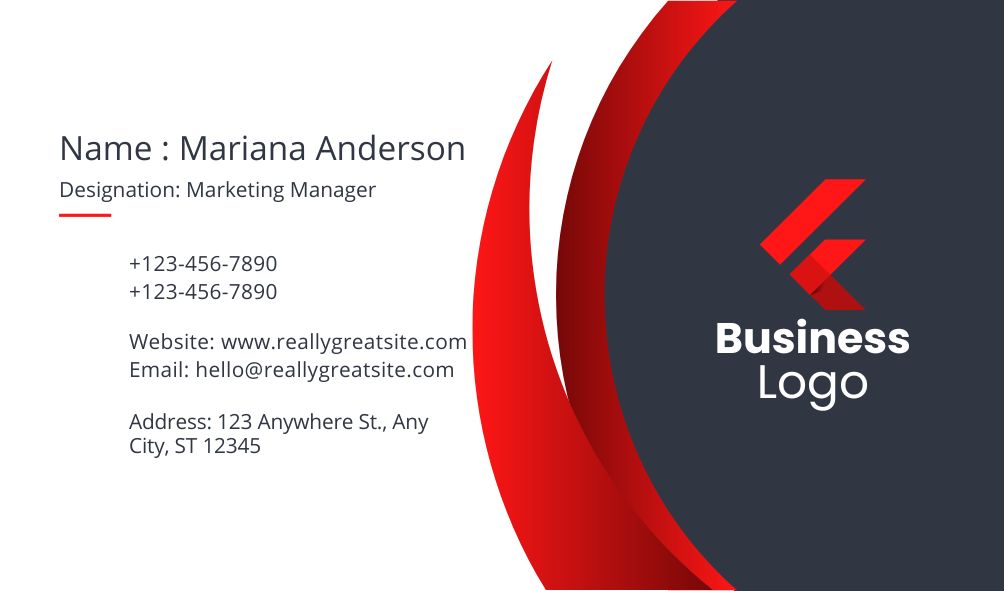 Name : Mariana Anderson
Designation: Marketing Manager
+123-456-7890
+123-456-7890
Website: www.reallygreatsite.com
Email: hello@reallygreatsite.com
Address: 123 Anywhere St., Any
City, ST 12345
Business
Logo